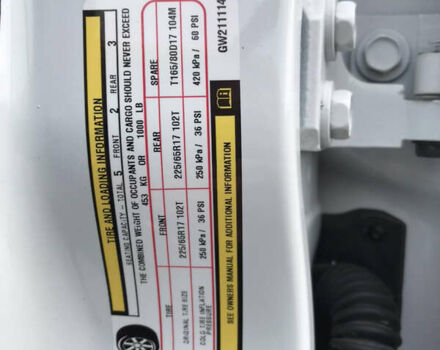 TIRE AND LOADING INFORMATION
SEATING CAPACITY - TOTAL 5 FRONT 2 REAR 3
THE COMBINED WEIGHT OF OCCUPANTS AND CARGO SHOULD NEVER EXCEED
453 KG OR 1000 LB
TIRE FRONT REAR SPARE
ORIGINAL TIRE SIZE 225/65R17 102T 225/65R17 102T T165/80D17 104M
COLD TIRE INFLATION PRESSURE 250 kPa / 36 PSI 250 kPa / 36 PSI 420 kPa / 60 PSI
SEE OWNERS MANUAL FOR ADDITIONAL INFORMATION
GW211114